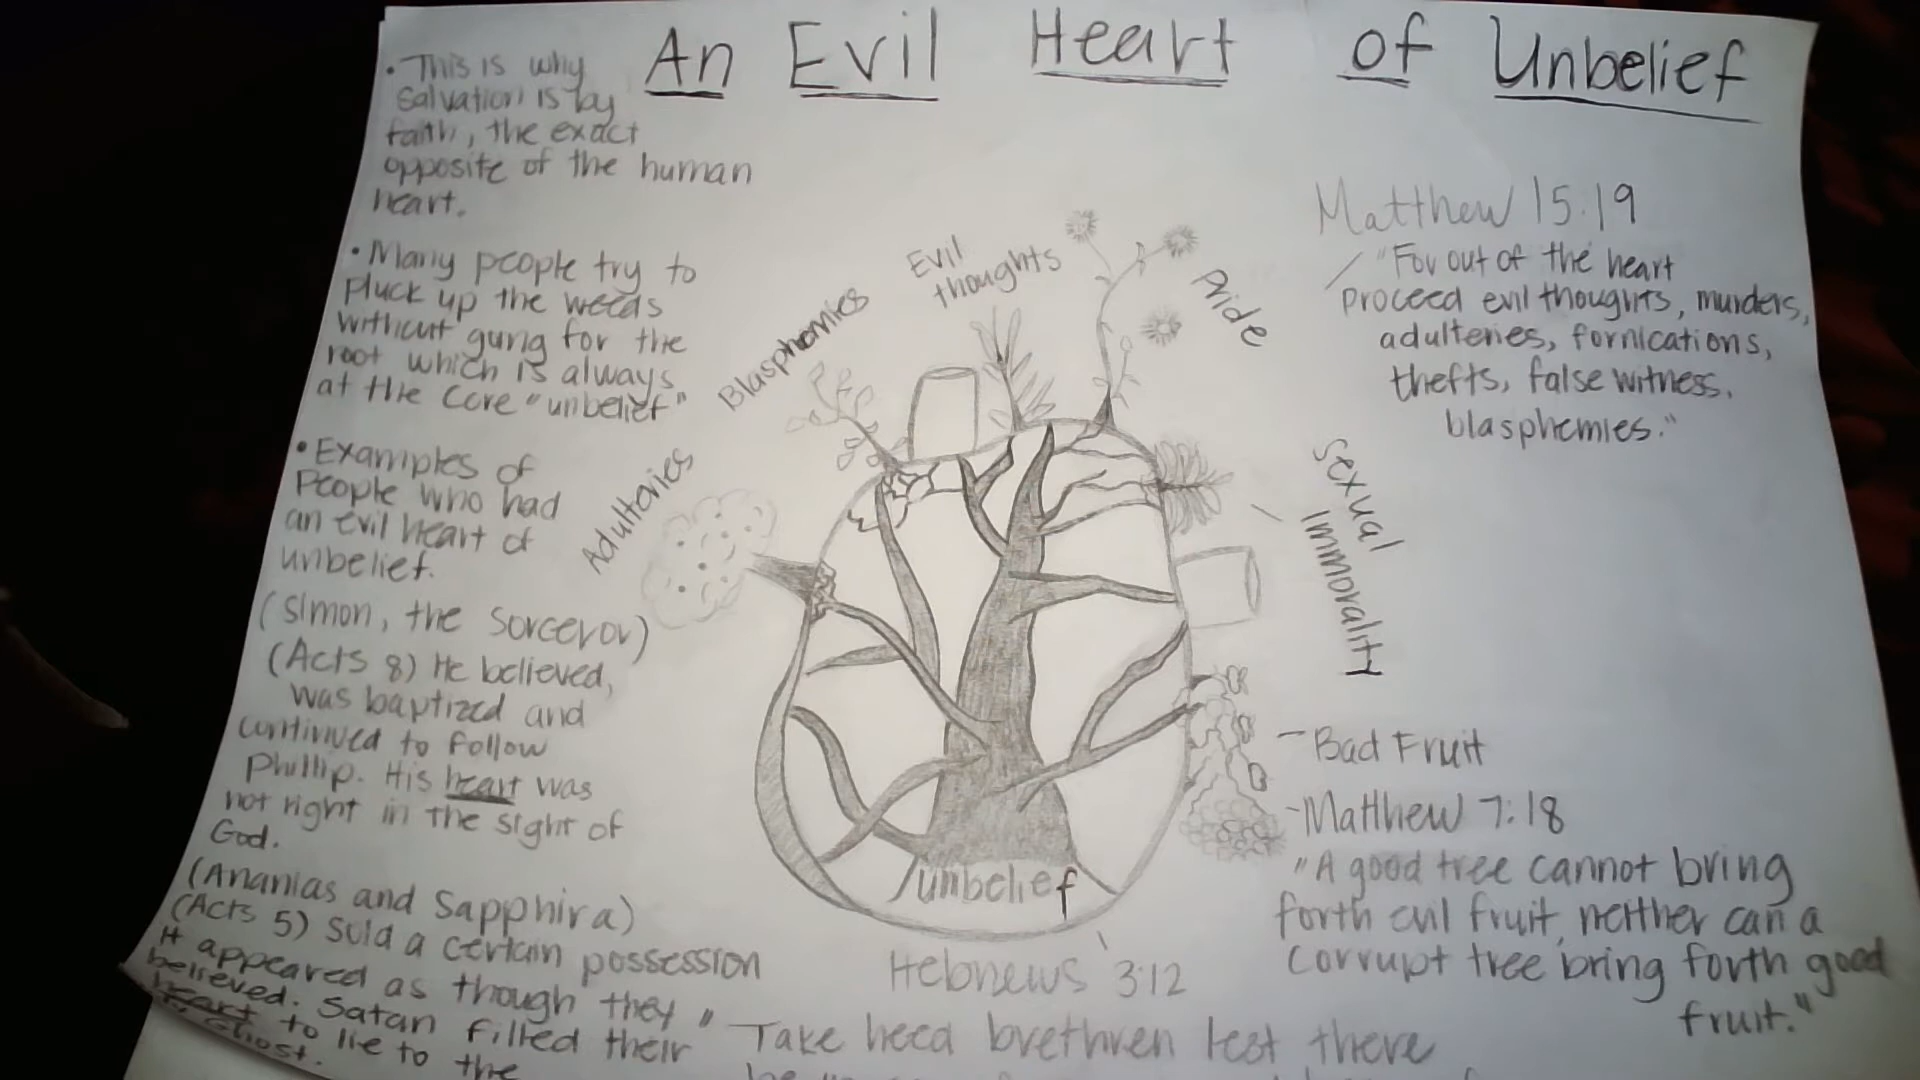 An Evil Heart of Unbelief
• This is why
salvation is by
faith, the exact
opposite of the human
heart.
• Many people try to
pluck up the weeds
without gung for the
root which is always
at the core "unbelief"
• Examples of
People who had
an evil heart of
unbelief.
(simon, the sorceror)
(Acts 8) He believed,
was baptized and
continued to follow
Phillip. His heart was
not right in the sight of
God.
(Ananias and Sapphira)
(Acts 5) Sold a certain possession
it appeared as though they
believed. Satan filled their
heart to lie to the
Ghost.
Adulteries
Blasphemies
Evil
thoughts
Pride
Sexual
Immorality
unbelief
Hebrews 3:12
"Take heed brethren lest there
be
Matthew 15:19
"For out of the heart
proceed evil thoughts, murders,
adulteries, fornications,
thefts, false witness,
blasphemies."
- Bad Fruit
- Matthew 7:18
"A good tree cannot bring
forth evil fruit, neither can a
corrupt tree bring forth good
fruit."